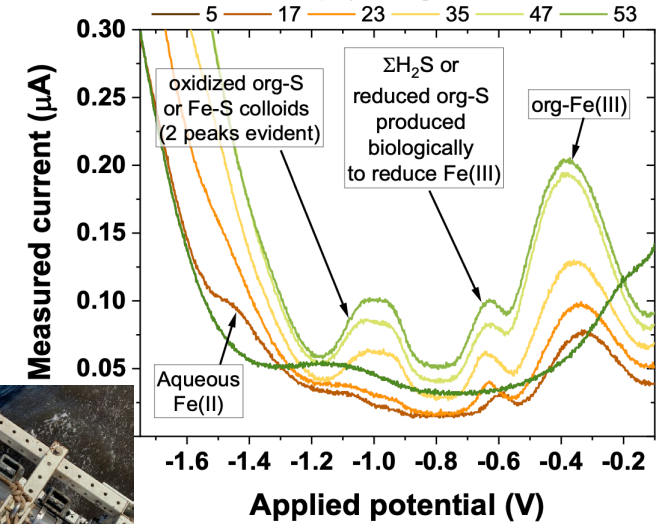 5 17 23 35 47 53
0.30
0.25
0.20
0.15
0.10
0.05
Measured current (μA)
oxidized org-S
or Fe-S colloids
(2 peaks evident)
ΣH₂S or
reduced org-S
produced
biologically
to reduce Fe(III)
org-Fe(III)
Aqueous
Fe(II)
-1.6 -1.4 -1.2 -1.0 -0.8 -0.6 -0.4 -0.2
Applied potential (V)